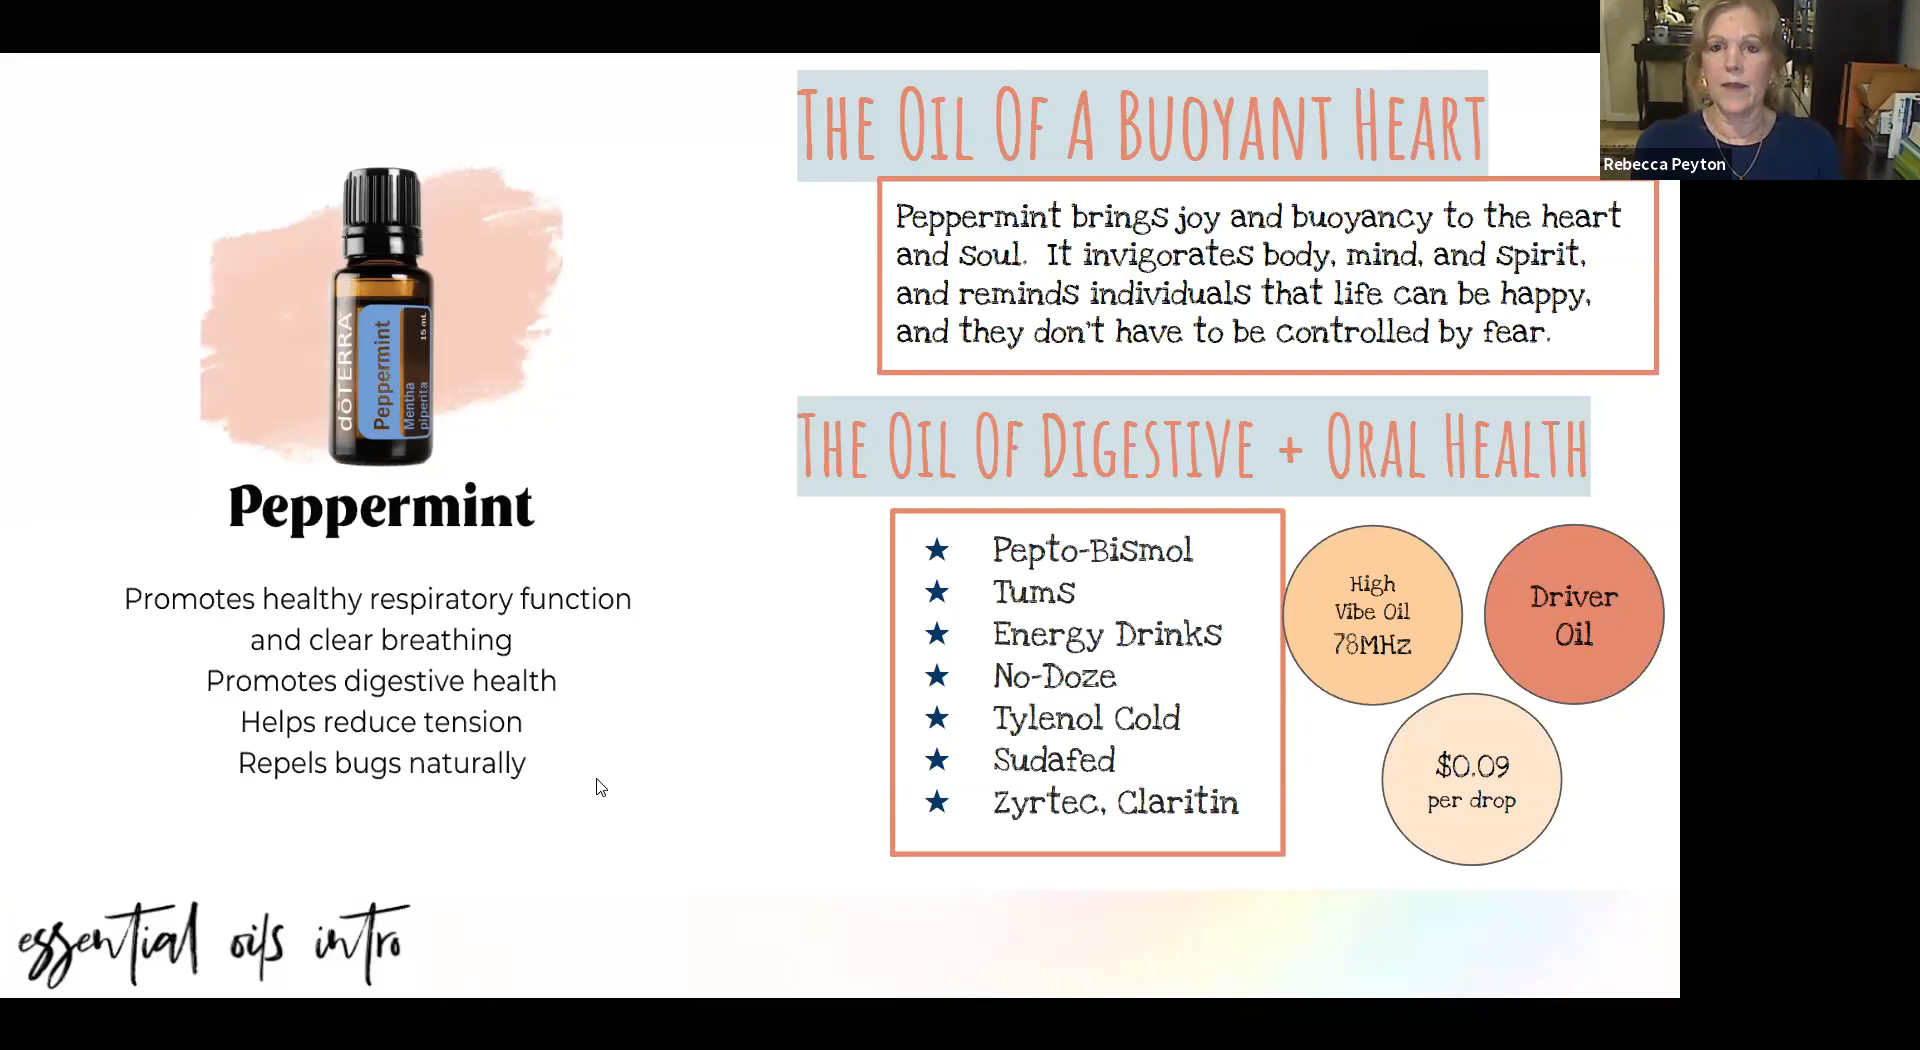 The Oil Of A Buoyant Heart
Rebecca Peyton
Peppermint brings joy and buoyancy to the heart
and soul. It invigorates body, mind, and spirit,
and reminds individuals that life can be happy,
and they don't have to be controlled by fear.
dōTERRA
Peppermint
Mentha
piperita
15 mL
Peppermint
Promotes healthy respiratory function
and clear breathing
Promotes digestive health
Helps reduce tension
Repels bugs naturally
The Oil Of Digestive + Oral Health
★ Pepto-Bismol
★ Tums
★ Energy Drinks
★ No-Doze
★ Tylenol Cold
★ Sudafed
★ Zyrtec, Claritin
High
Vibe Oil
78MHz
Driver
Oil
$0.09
per drop
essential oils intro